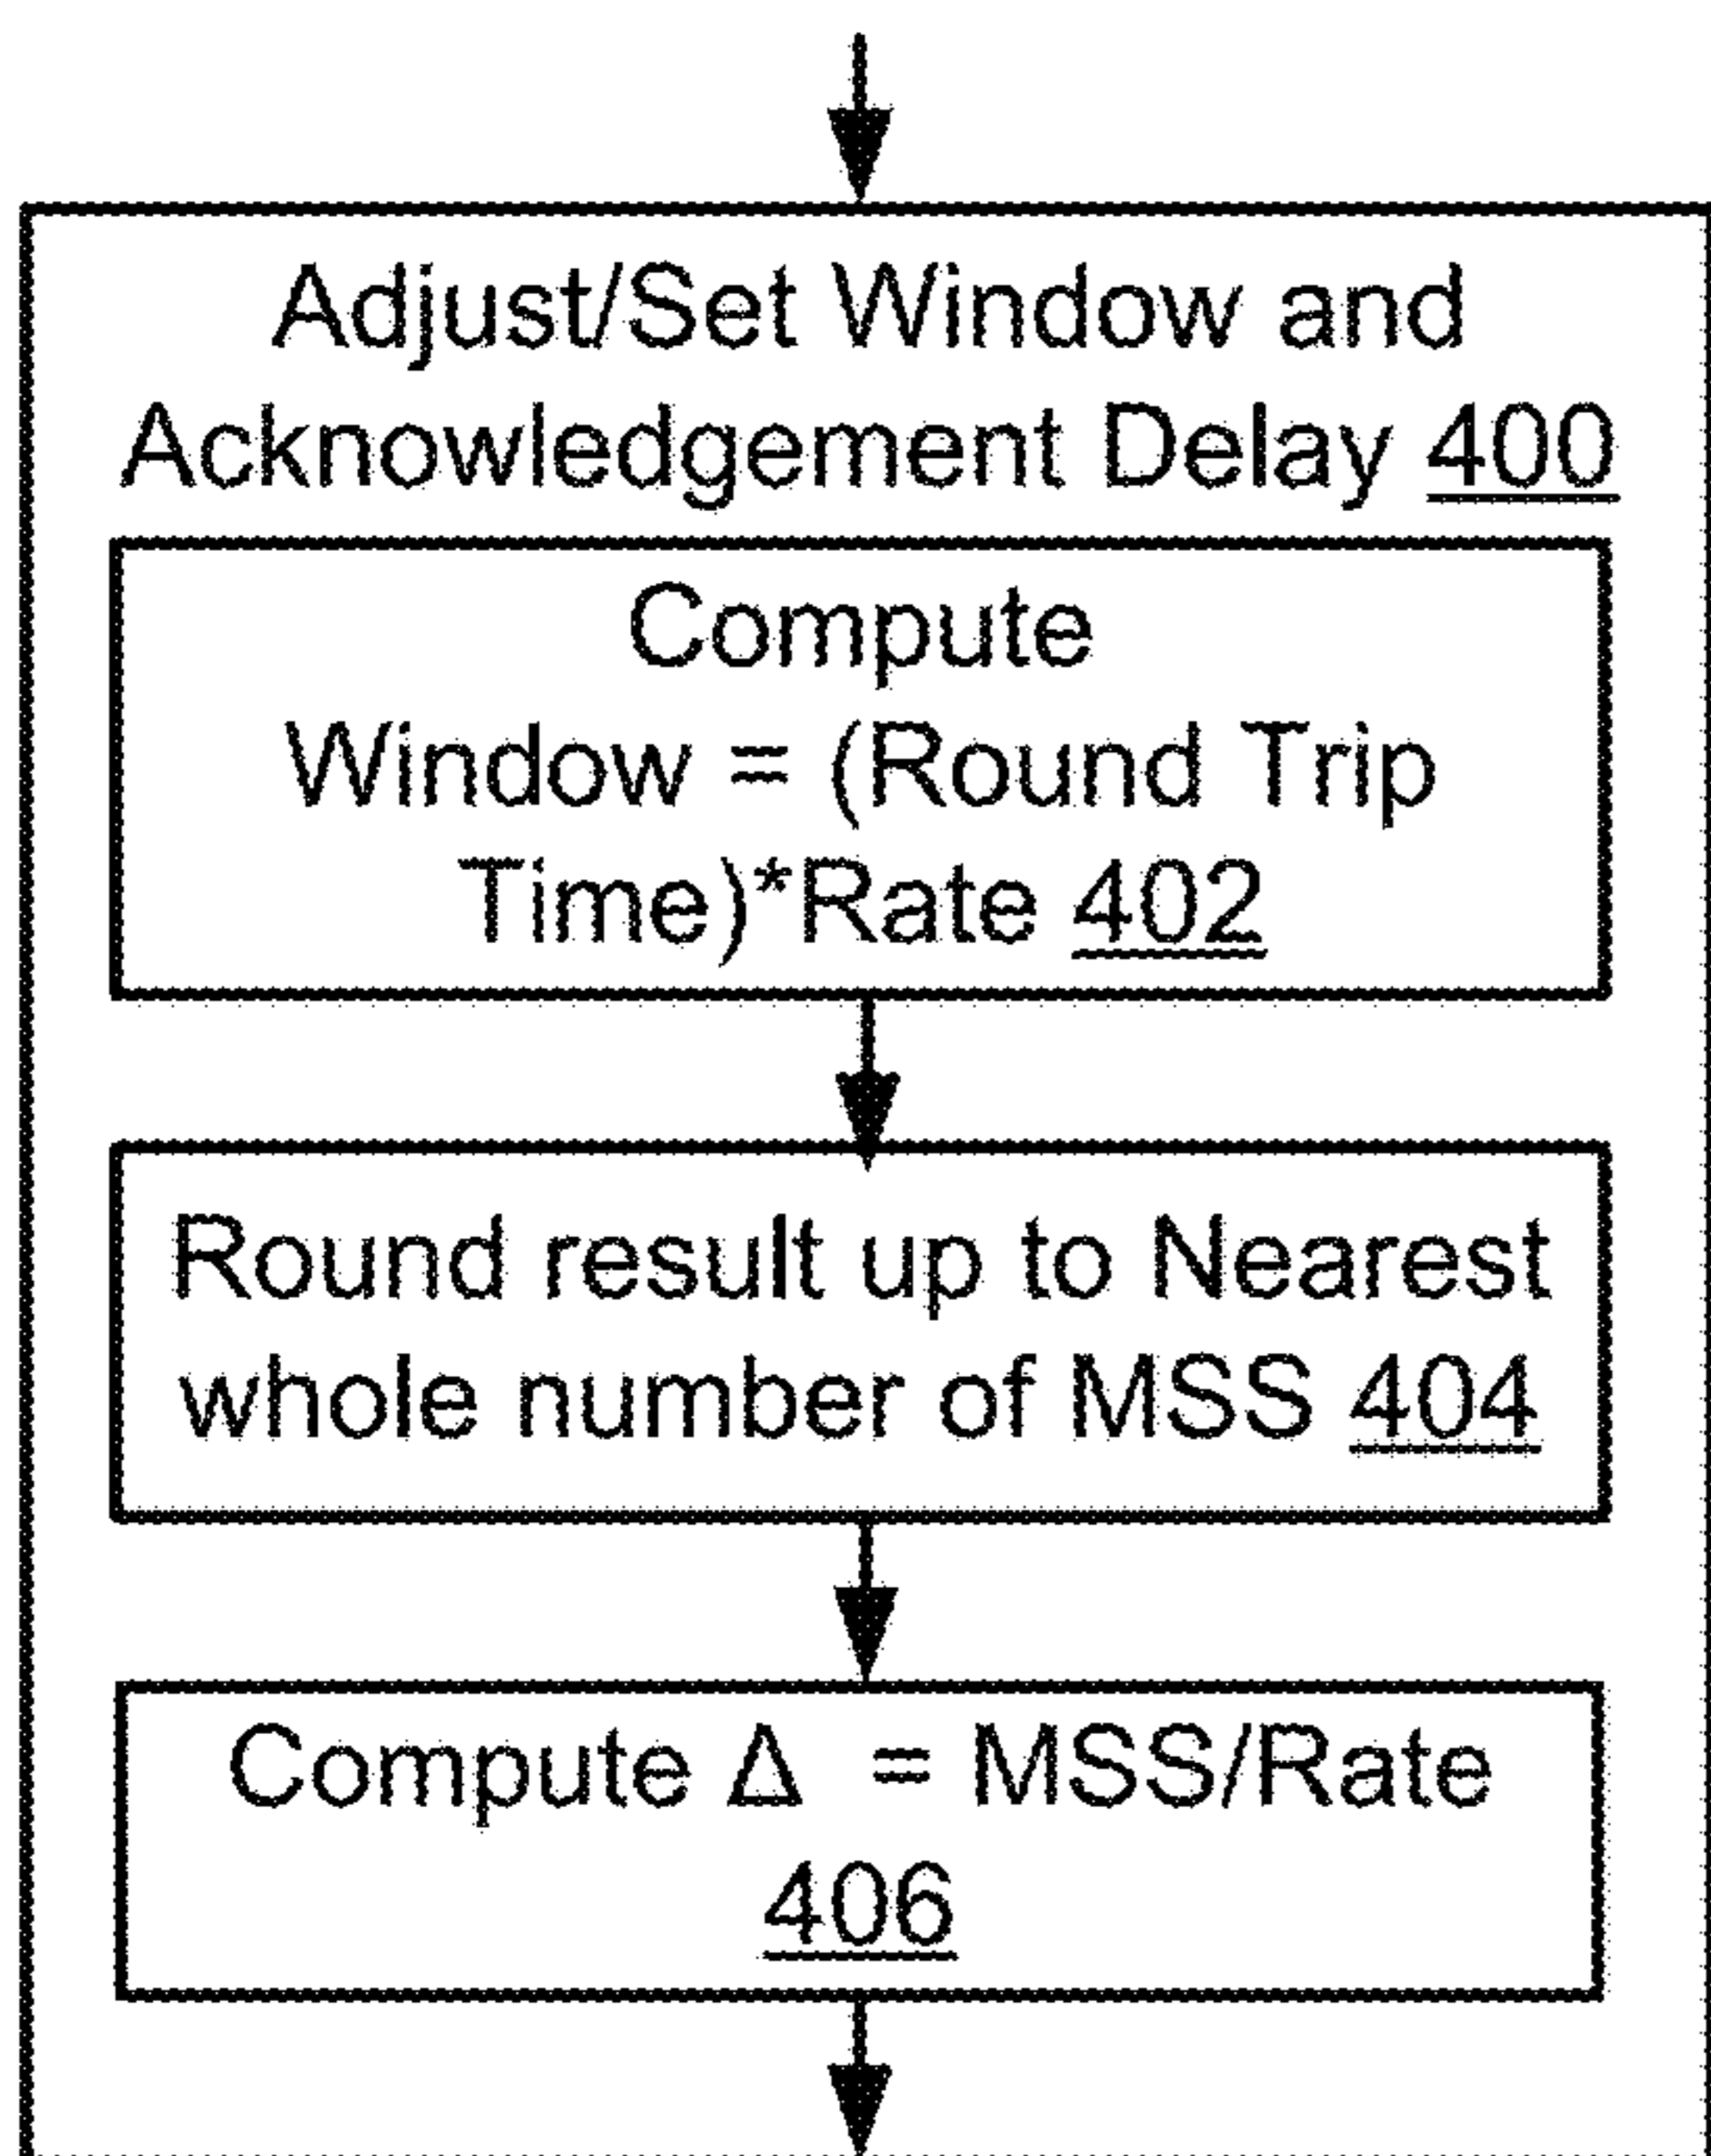 Adjust/Set Window and
Acknowledgement Delay 400
Compute
Window = (Round Trip
Time)*Rate 402
Round result up to Nearest
whole number of MSS 404
Compute Δ = MSS/Rate
406